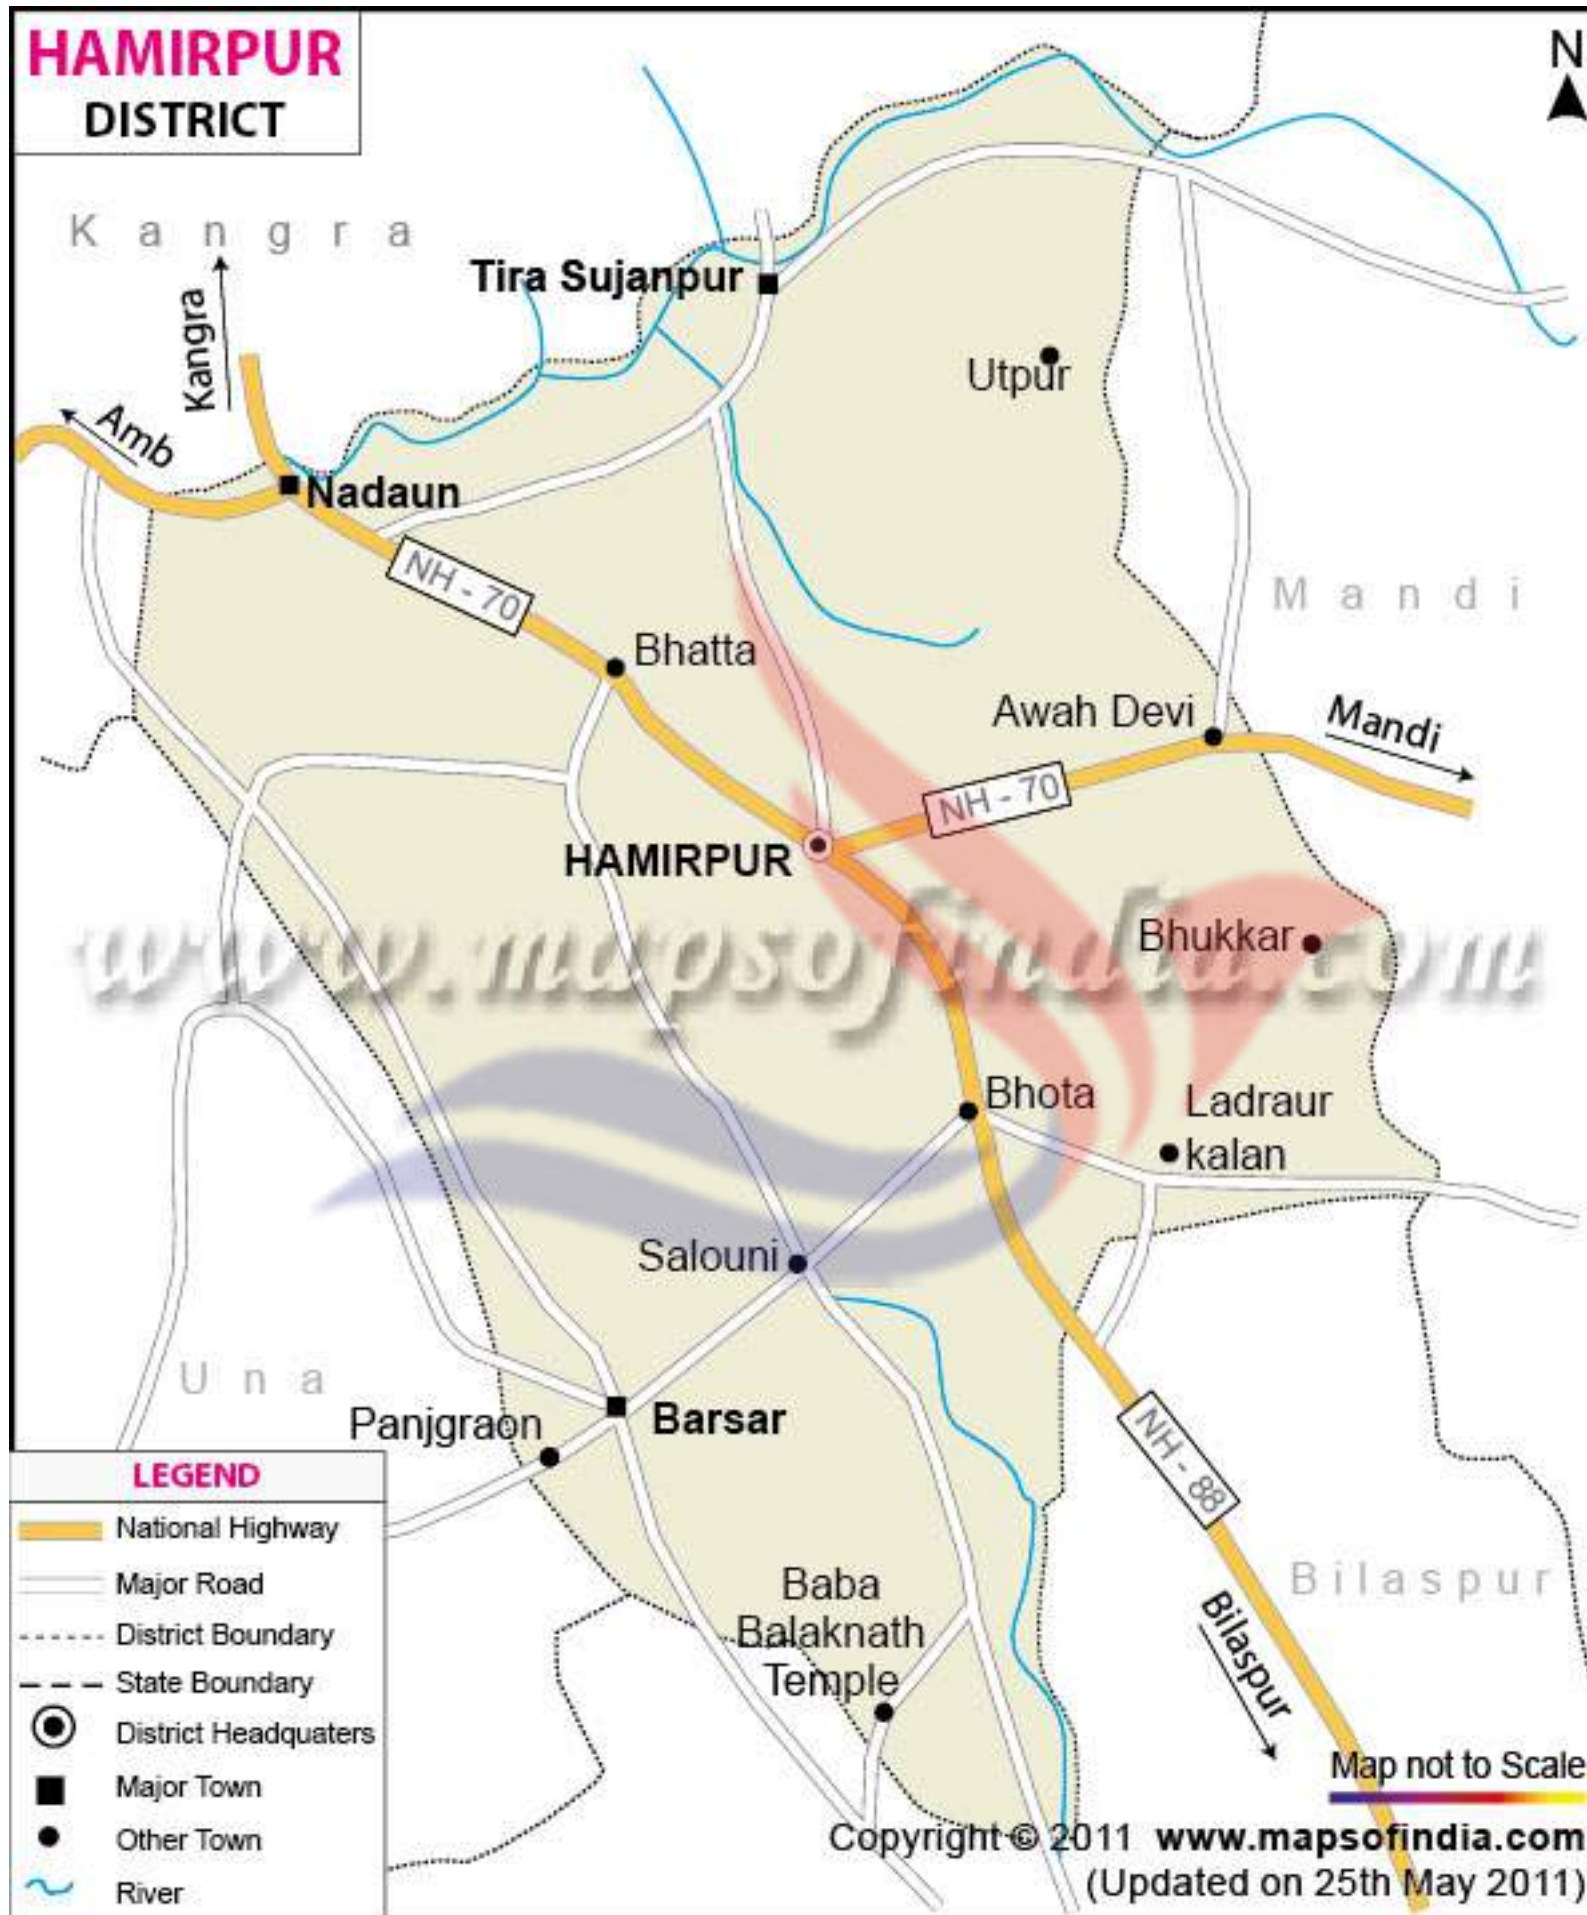 HAMIRPUR
DISTRICT
N
K a n g r a
Kangra
Amb
Tira Sujanpur
Utpur
Nadaun
NH - 70
Bhatta
M a n d i
Awah Devi
Mandi
NH - 70
HAMIRPUR
Bhukkar
www.mapsofindia.com
Bhota
Ladraur
kalan
Salouni
U n a
Panjgraon
Barsar
NH - 88
Baba
Balaknath
Temple
Bilaspur
Bilaspur
LEGEND
National Highway
Major Road
District Boundary
State Boundary
District Headquaters
Major Town
Other Town
River
Map not to Scale
Copyright © 2011 www.mapsofindia.com
(Updated on 25th May 2011)